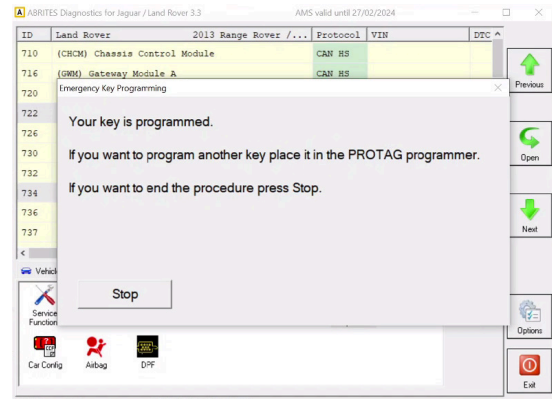 ABRITES Diagnostics for Jaguar / Land Rover 3.3 AMS valid until 27/02/2024
ID Land Rover 2013 Range Rover /... Protocol VIN DTC
710 (CHCM) Chassis Control Module CAN HS
716 (GWM) Gateway Module A CAN HS
720
722
726
730
732
734
736
737
Emergency Key Programming
Your key is programmed.
If you want to program another key place it in the PROTAG programmer.
If you want to end the procedure press Stop.
Stop
Previous
Open
Next
Options
Exit
Vehicl
Service
Function
Car Config
Airbag
DPF